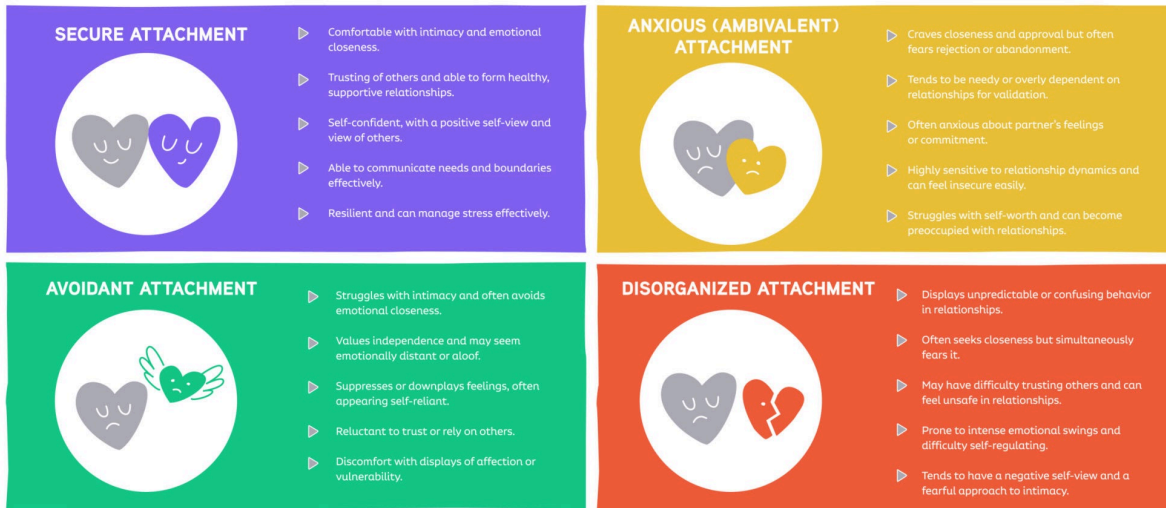 SECURE ATTACHMENT
Comfortable with intimacy and emotional
closeness.
Trusting of others and able to form healthy,
supportive relationships.
Self-confident, with a positive self-view and
view of others.
Able to communicate needs and boundaries
effectively.
Resilient and can manage stress effectively.
ANXIOUS (AMBIVALENT)
ATTACHMENT
Craves closeness and approval but often
fears rejection or abandonment.
Tends to be needy or overly dependent on
relationships for validation.
Often anxious about partner's feelings
or commitment.
Highly sensitive to relationship dynamics and
can feel insecure easily.
Struggles with self-worth and can become
preoccupied with relationships.
AVOIDANT ATTACHMENT
Struggles with intimacy and often avoids
emotional closeness.
Values independence and may seem
emotionally distant or aloof.
Suppresses or downplays feelings, often
appearing self-reliant.
Reluctant to trust or rely on others.
Discomfort with displays of affection or
vulnerability.
DISORGANIZED ATTACHMENT
Displays unpredictable or confusing behavior
in relationships.
Often seeks closeness but simultaneously
fears it.
May have difficulty trusting others and can
feel unsafe in relationships.
Prone to intense emotional swings and
difficulty self-regulating.
Tends to have a negative self-view and a
fearful approach to intimacy.